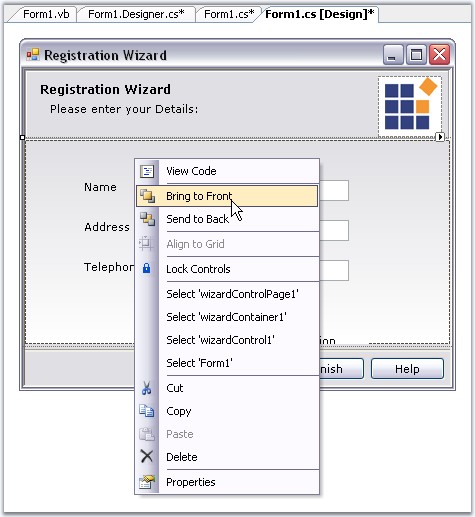 Form1.vb Form1.Designer.cs* Form1.cs* Form1.cs [Design]*
Registration Wizard
Registration Wizard
Please enter your Details:
View Code
Name
Bring to Front
Send to Back
Address
Align to Grid
Telephon
Lock Controls
Select 'wizardControlPage1'
Select 'wizardContainer1'
Select 'wizardControl1'
Select 'Form1'
Help
Cut
Copy
Paste
Delete
Properties